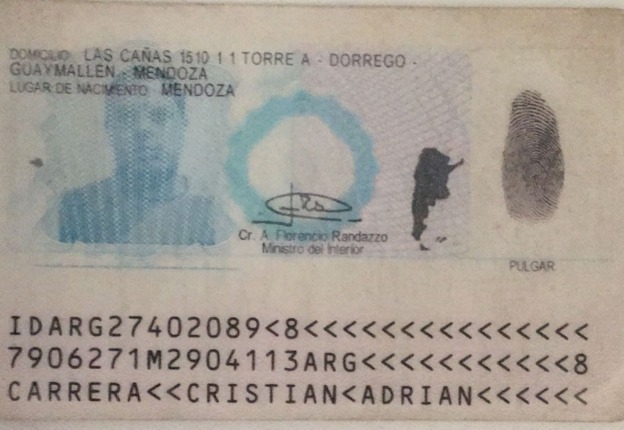 DOMICILIO: LAS CAÑAS 1510 1 1 TORRE A - DORREGO -
GUAYMALLÉN - MENDOZA
LUGAR DE NACIMIENTO: MENDOZA
Cr. A. Florencio Randazzo
Ministro del Interior
PULGAR
IDARG27402089<8<<<<<<<<<<<<<<<
7906271M2904113ARG<<<<<<<<<<<8
CARRERA<<CRISTIAN<ADRIAN<<<<<<